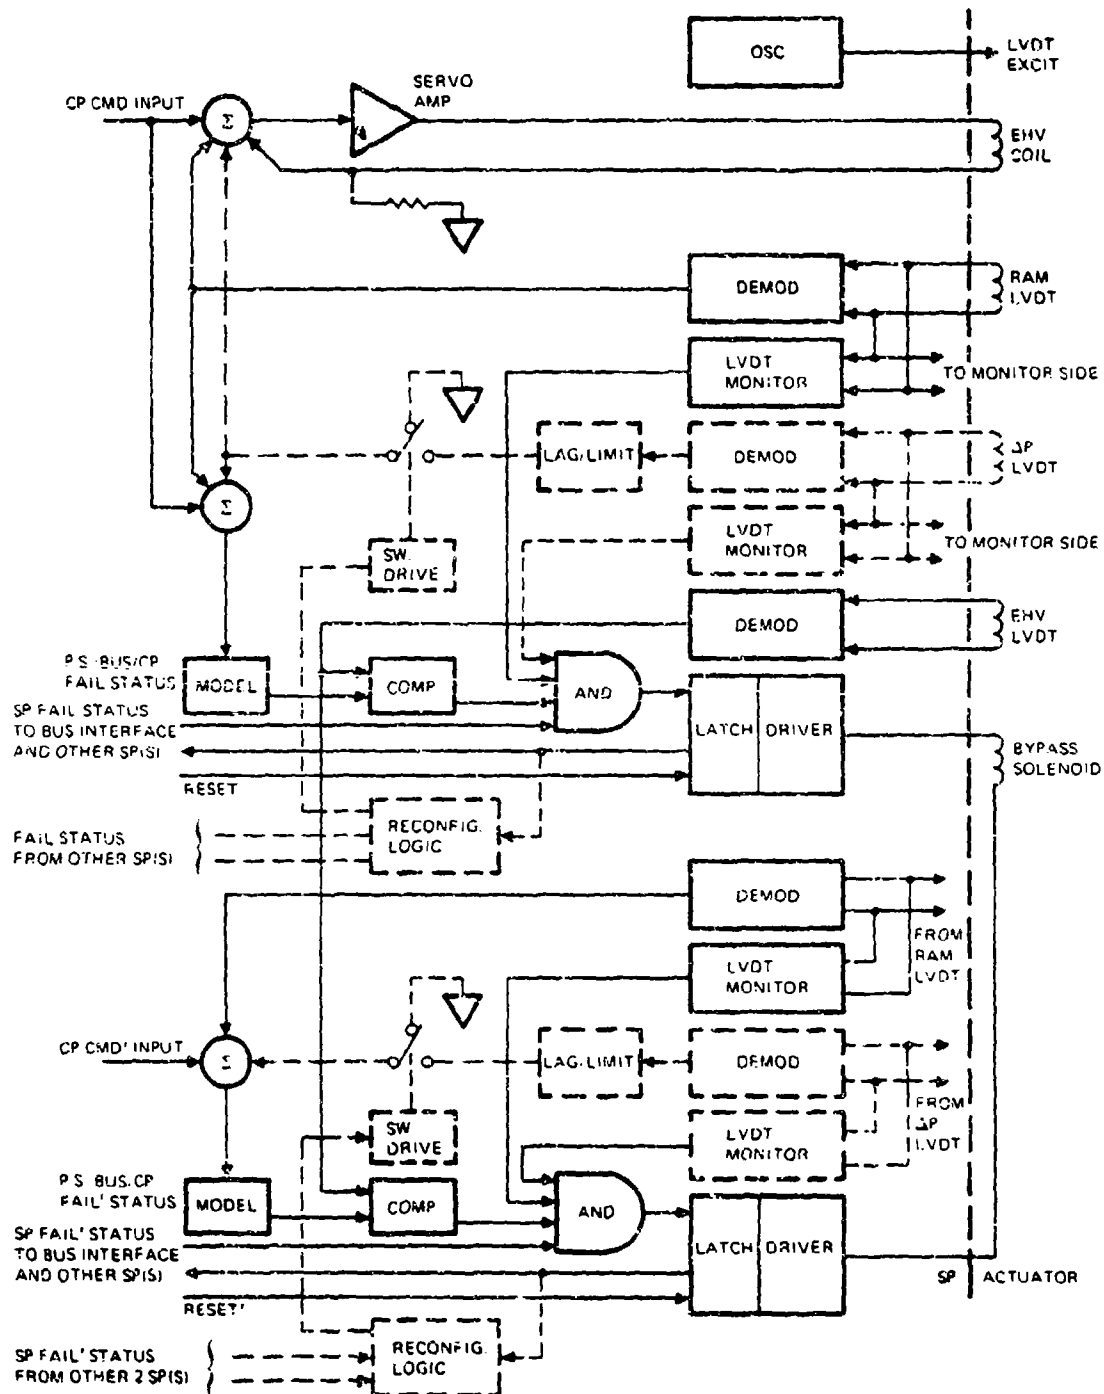 OSC
LVDT
EXCIT
SERVO
AMP
CP CMD INPUT
Σ
EHV
COIL
DEMOD
RAM
LVDT
LVDT
MONITOR
TO MONITOR SIDE
LAG/LIMIT
DEMOD
ΔP
LVDT
Σ
LVDT
MONITOR
TO MONITOR SIDE
SW.
DRIVE
DEMOD
EHV
LVDT
P.S./BUS/CP
FAIL STATUS
MODEL
COMP
AND
SP FAIL STATUS
TO BUS INTERFACE
AND OTHER SP(S)
LATCH
DRIVER
BYPASS
SOLENOID
RESET
FAIL STATUS
FROM OTHER SP(S)
RECONFIG.
LOGIC
DEMOD
FROM
RAM
LVDT
LVDT
MONITOR
CP CMD' INPUT
Σ
LAG/LIMIT
DEMOD
FROM
ΔP
LVDT
SW
DRIVE
LVDT
MONITOR
P.S. BUS/CP
FAIL' STATUS
MODEL
COMP
AND
SP FAIL' STATUS
TO BUS INTERFACE
AND OTHER SP(S)
LATCH
DRIVER
SP
ACTUATOR
RESET'
SP FAIL' STATUS
FROM OTHER 2 SP(S)
RECONFIG.
LOGIC